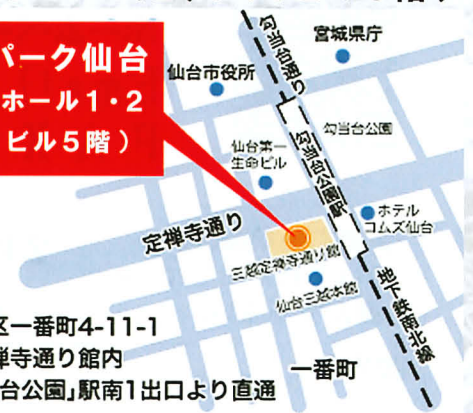 パーク仙台
ホール1・2
ビル5階）
宮城県庁
勾当台通り
仙台市役所
勾当台公園
仙台第一
生命ビル
勾当台公園駅
ホテル
コムズ仙台
定禅寺通り
三越定禅寺通り館
仙台三越本館
地下鉄南北線
一番町
区一番町4-11-1
禅寺通り館内
台公園」駅南1出口より直通